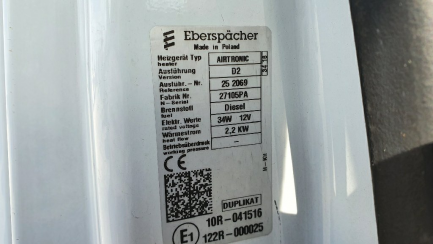 Eberspächer
Made in Poland
Heizgerät Typ AIRTRONIC
heater
Ausführung D2
Version
Ausfuhr.- Nr. 25 2069
Reference
Fabrik Nr. 27105PA
N - Serial
Brennstoff Diesel
fuel
Elektr. Werte 34W 12V
rated voltage
Wärmestrom 2,2 KW
heat flow
Betriebsüberdruck –
working pressure
CE
DUPLIKAT
E1
10R-041516
122R-000025